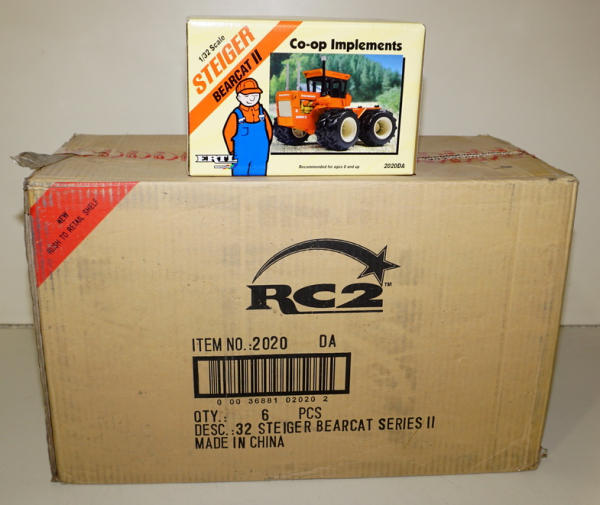 1/32 Scale
STEIGER
BEARCAT II
Co-op Implements
ERTL
Recommended for ages 8 and up
2020DA
NEW
RUSH TO RETAIL SHELF
RC2™
ITEM NO.:2020 DA
0 00 36881 02020 2
QTY.: 6 PCS
DESC.:32 STEIGER BEARCAT SERIES II
MADE IN CHINA